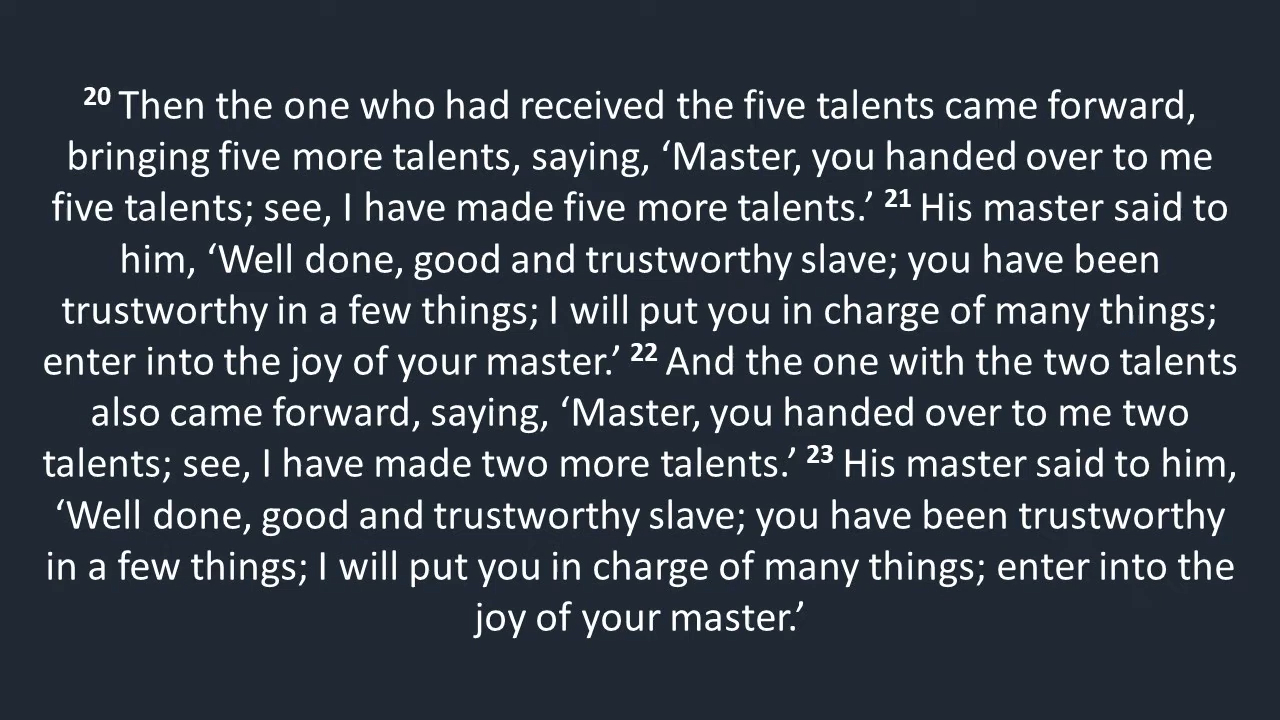 20 Then the one who had received the five talents came forward,
bringing five more talents, saying, ‘Master, you handed over to me
five talents; see, I have made five more talents.’ 21 His master said to
him, ‘Well done, good and trustworthy slave; you have been
trustworthy in a few things; I will put you in charge of many things;
enter into the joy of your master.’ 22 And the one with the two talents
also came forward, saying, ‘Master, you handed over to me two
talents; see, I have made two more talents.’ 23 His master said to him,
‘Well done, good and trustworthy slave; you have been trustworthy
in a few things; I will put you in charge of many things; enter into the
joy of your master.’